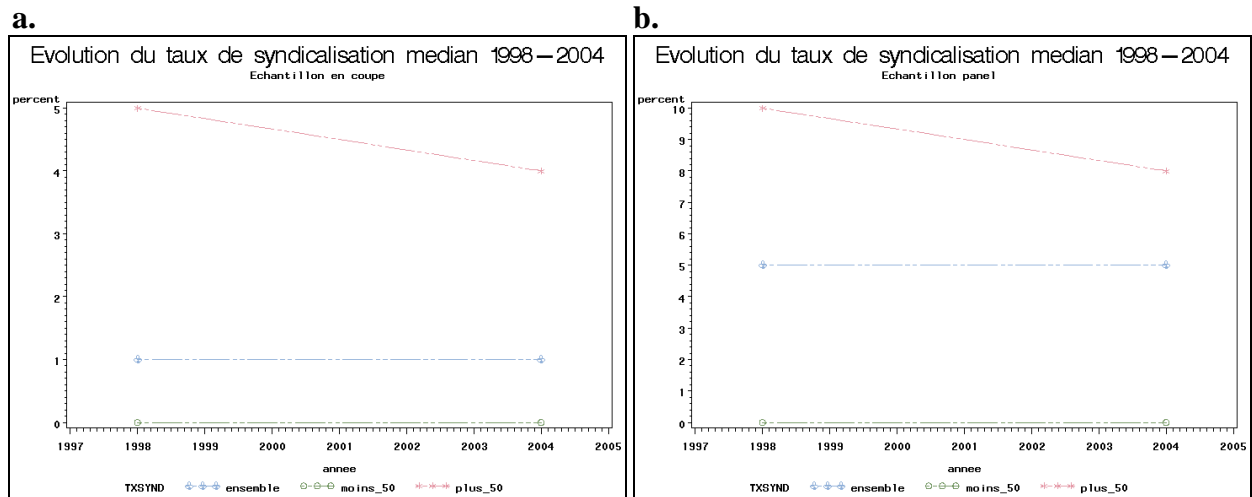 a.
Evolution du taux de syndicalisation median 1998–2004
Echantillon en coupe
percent
5
4
3
2
1
0
1997 1998 1999 2000 2001 2002 2003 2004 2005
annee
TXSYND ensemble moins_50 plus_50
b.
Evolution du taux de syndicalisation median 1998–2004
Echantillon panel
percent
10
9
8
7
6
5
4
3
2
1
0
1997 1998 1999 2000 2001 2002 2003 2004 2005
annee
TXSYND ensemble moins_50 plus_50